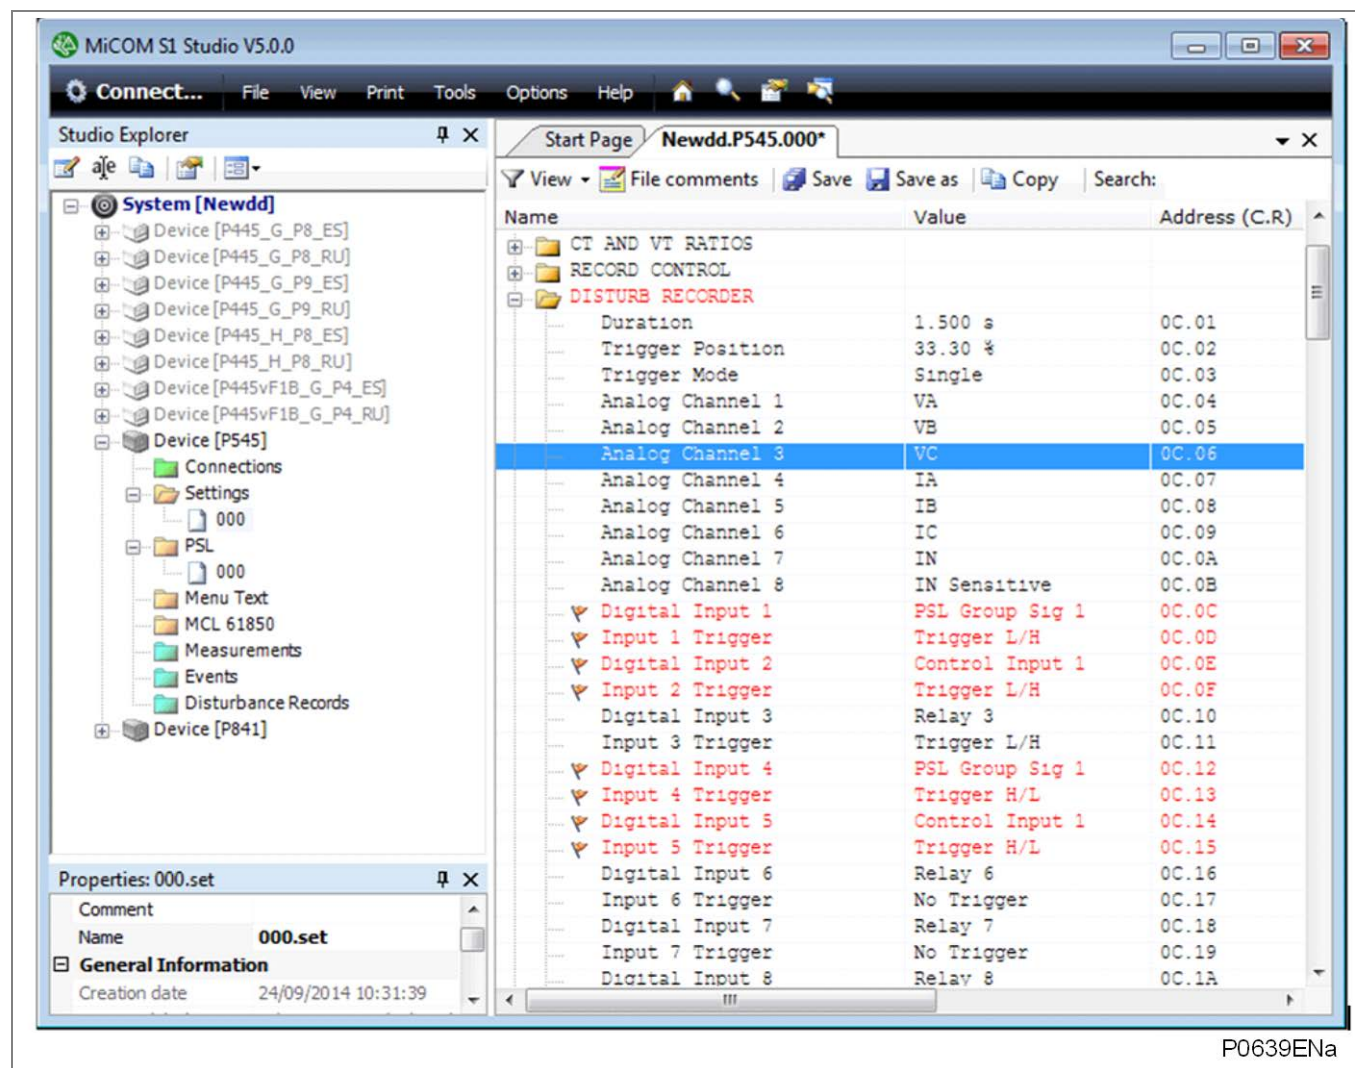 MiCOM S1 Studio V5.0.0
Connect... File View Print Tools Options Help
Studio Explorer
System [Newdd]
Device [P445_G_P8_ES]
Device [P445_G_P8_RU]
Device [P445_G_P9_ES]
Device [P445_G_P9_RU]
Device [P445_H_P8_ES]
Device [P445_H_P8_RU]
Device [P445vF1B_G_P4_ES]
Device [P445vF1B_G_P4_RU]
Device [P545]
Connections
Settings
000
PSL
000
Menu Text
MCL 61850
Measurements
Events
Disturbance Records
Device [P841]
Properties: 000.set
Comment
Name 000.set
General Information
Creation date 24/09/2014 10:31:39
Start Page Newdd.P545.000*
View File comments Save Save as Copy Search:
Name Value Address (C.R)
CT AND VT RATIOS
RECORD CONTROL
DISTURB RECORDER
Duration 1.500 s 0C.01
Trigger Position 33.30 % 0C.02
Trigger Mode Single 0C.03
Analog Channel 1 VA 0C.04
Analog Channel 2 VB 0C.05
Analog Channel 3 VC 0C.06
Analog Channel 4 IA 0C.07
Analog Channel 5 IB 0C.08
Analog Channel 6 IC 0C.09
Analog Channel 7 IN 0C.0A
Analog Channel 8 IN Sensitive 0C.0B
Digital Input 1 PSL Group Sig 1 0C.0C
Input 1 Trigger Trigger L/H 0C.0D
Digital Input 2 Control Input 1 0C.0E
Input 2 Trigger Trigger L/H 0C.0F
Digital Input 3 Relay 3 0C.10
Input 3 Trigger Trigger L/H 0C.11
Digital Input 4 PSL Group Sig 1 0C.12
Input 4 Trigger Trigger H/L 0C.13
Digital Input 5 Control Input 1 0C.14
Input 5 Trigger Trigger H/L 0C.15
Digital Input 6 Relay 6 0C.16
Input 6 Trigger No Trigger 0C.17
Digital Input 7 Relay 7 0C.18
Input 7 Trigger No Trigger 0C.19
Digital Input 8 Relay 8 0C.1A
P0639ENa